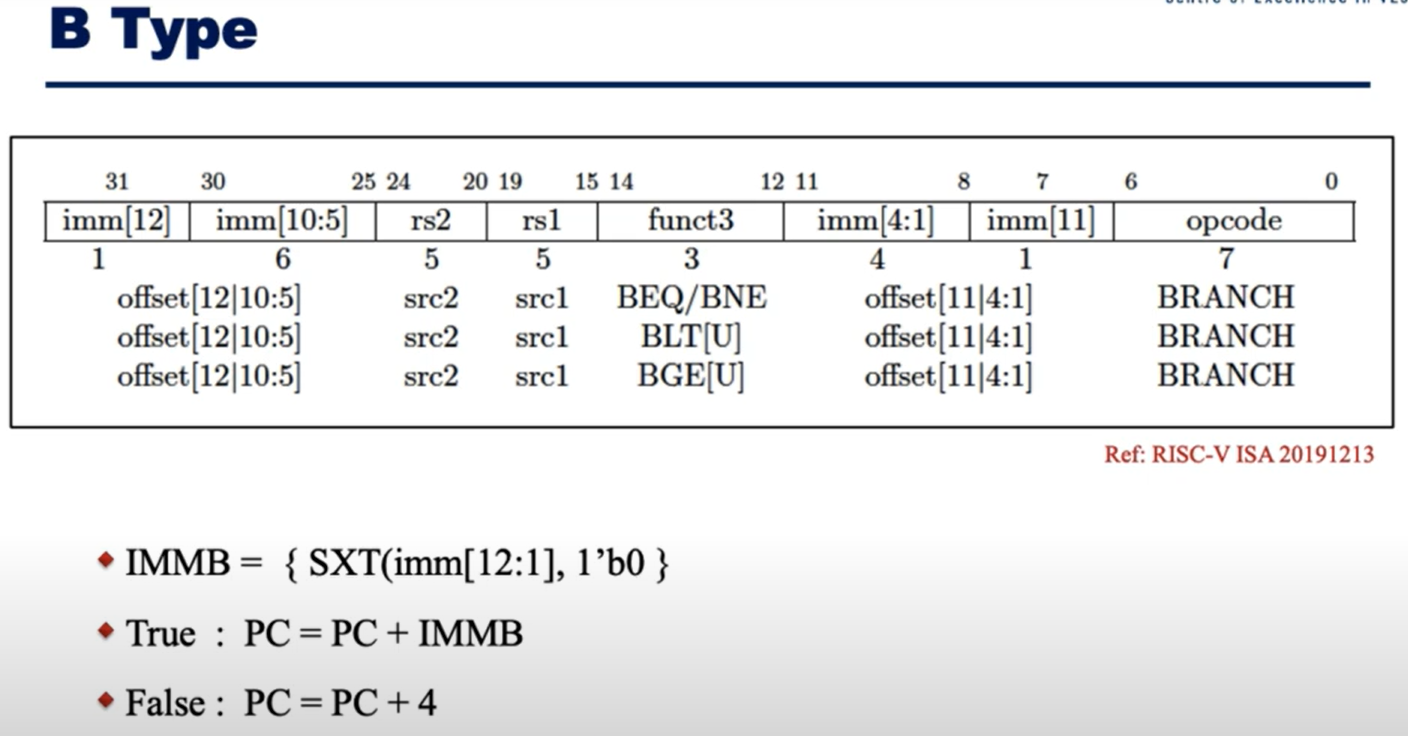 B Type
31 30 25 24 20 19 15 14 12 11 8 7 6 0
imm[12] imm[10:5] rs2 rs1 funct3 imm[4:1] imm[11] opcode
1 6 5 5 3 4 1 7
offset[12|10:5] src2 src1 BEQ/BNE offset[11|4:1] BRANCH
offset[12|10:5] src2 src1 BLT[U] offset[11|4:1] BRANCH
offset[12|10:5] src2 src1 BGE[U] offset[11|4:1] BRANCH
Ref: RISC-V ISA 20191213
IMMB = { SXT(imm[12:1], 1’b0 }
True : PC = PC + IMMB
False : PC = PC + 4